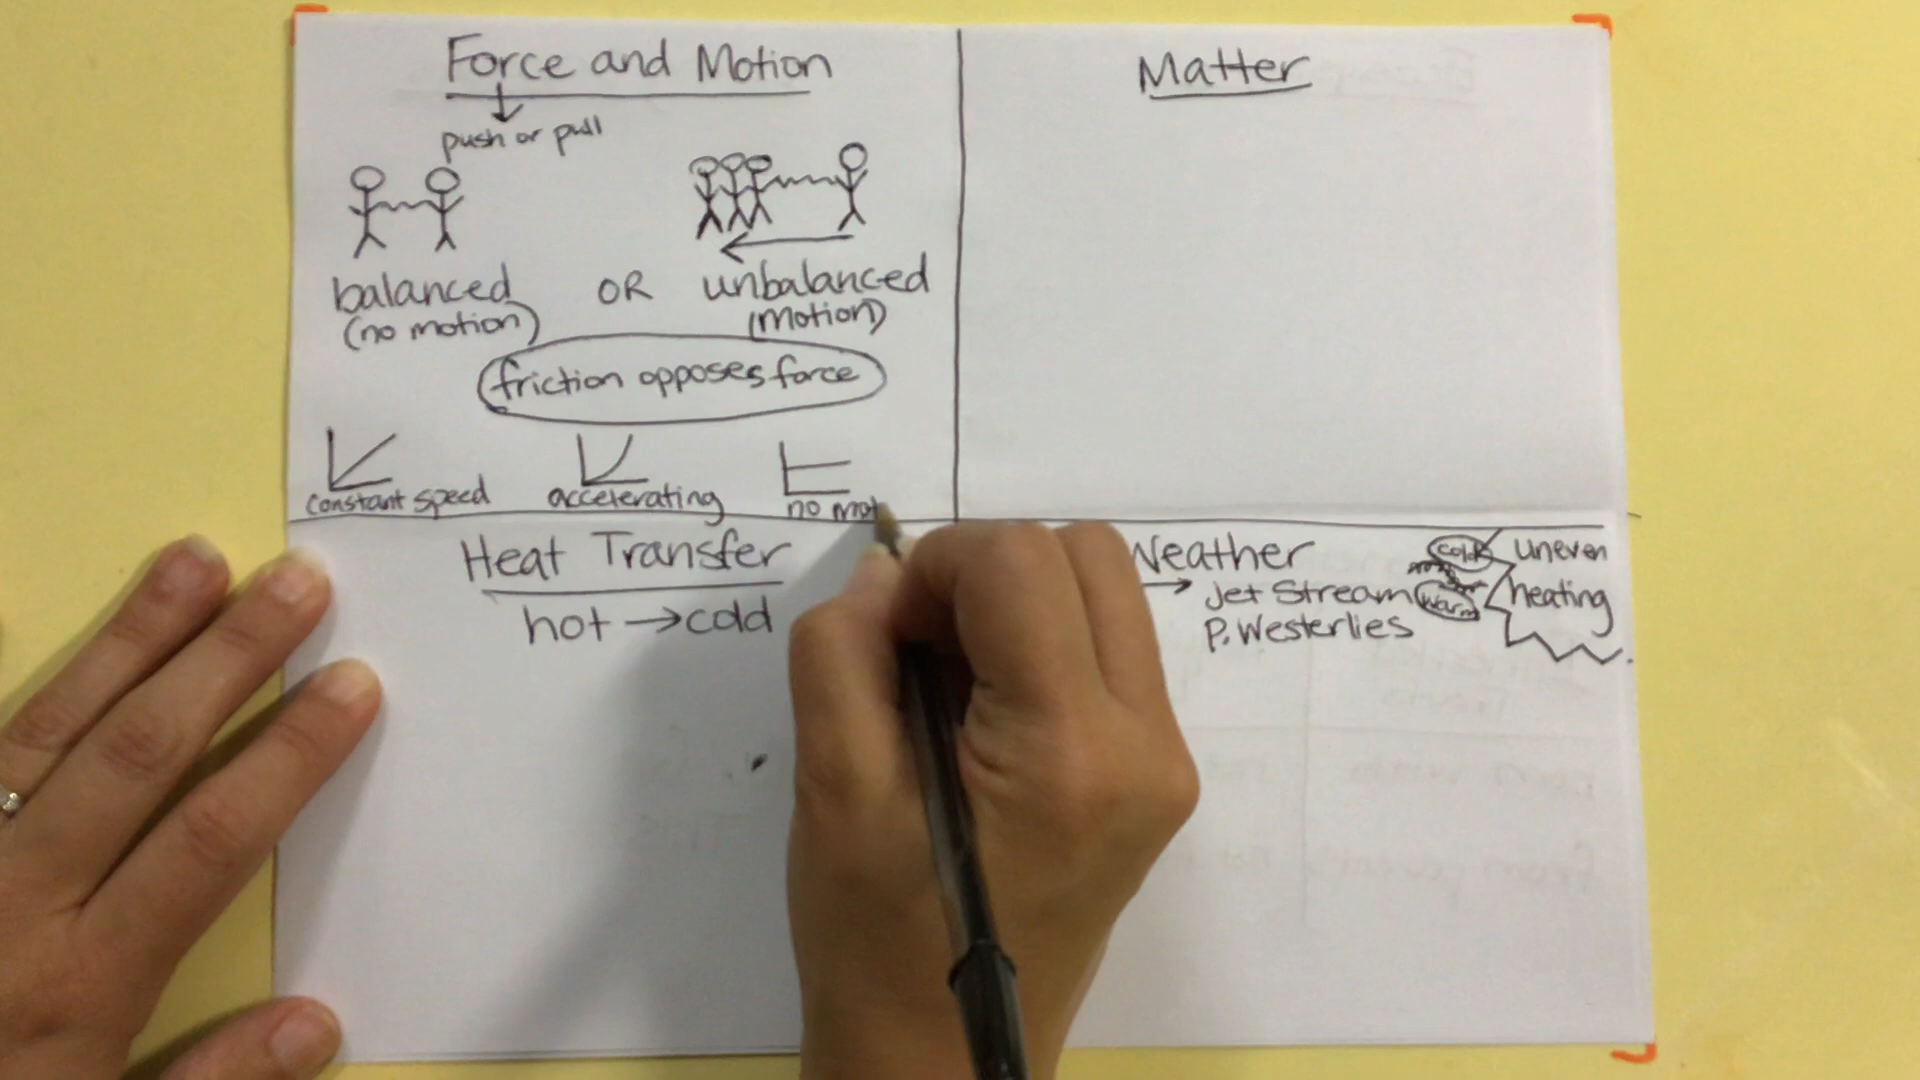 Force and Motion
push or pull
balanced OR unbalanced
(no motion) (motion)
friction opposes force
constant speed accelerating no mot
Matter
Heat Transfer
hot → cold
Weather
→ Jet Stream
P. Westerlies
cold
warm
uneven
heating